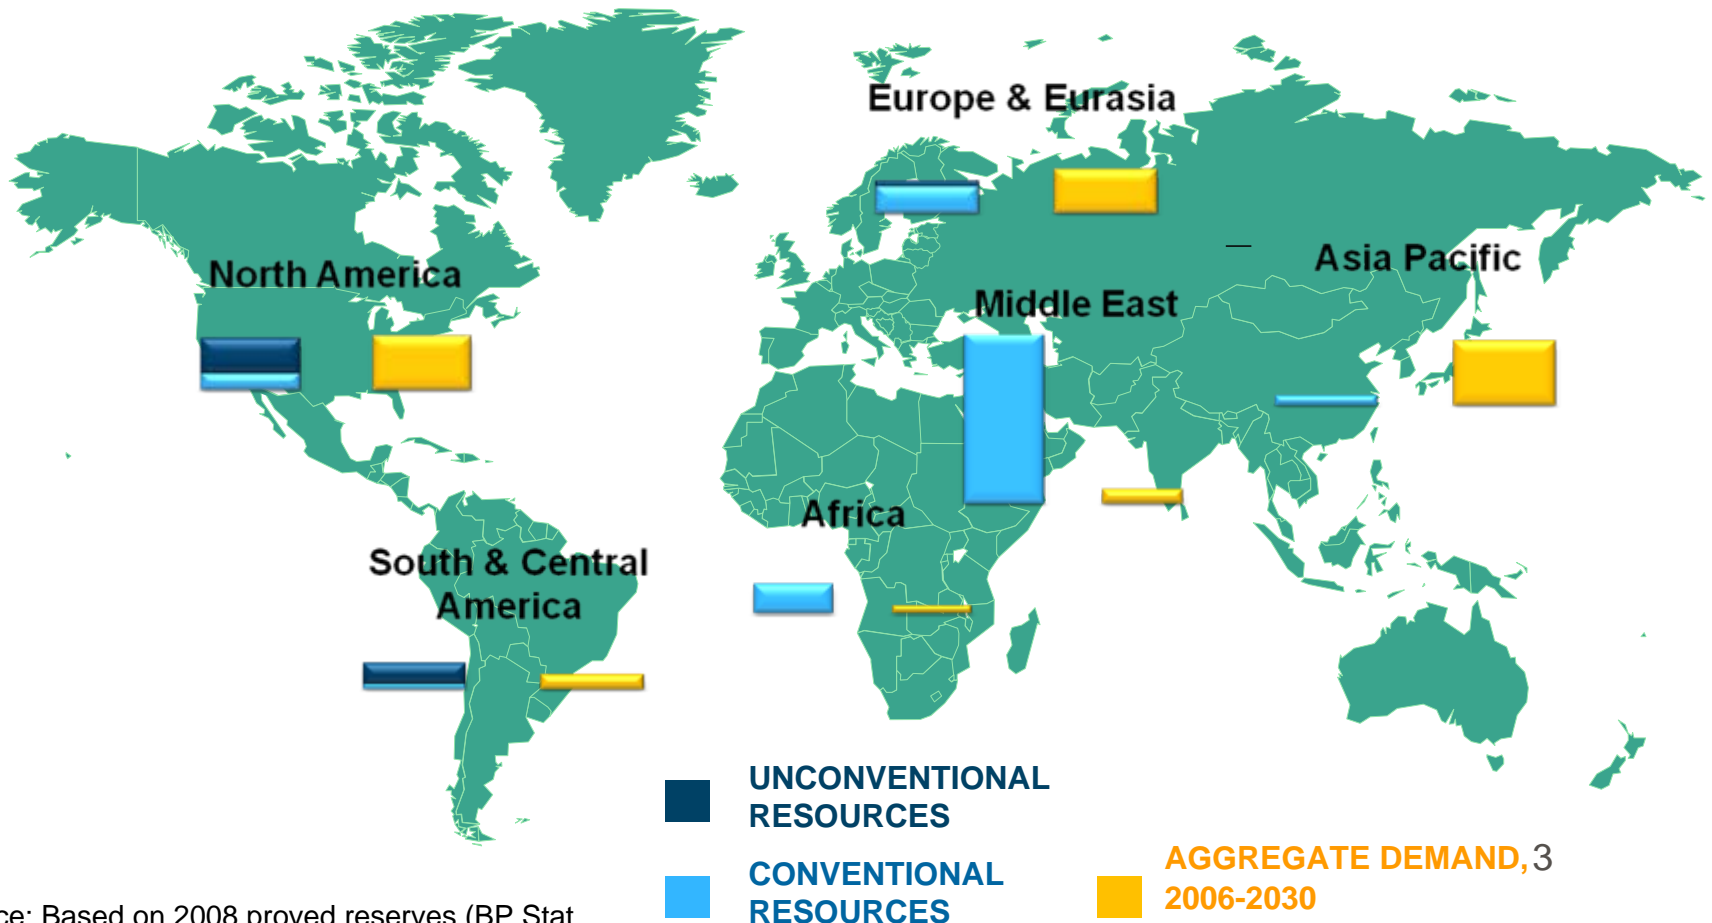 Europe & Eurasia
Asia Pacific
North America
Middle East
Africa
South & Central
America
UNCONVENTIONAL
RESOURCES
CONVENTIONAL
RESOURCES
AGGREGATE DEMAND, 3
2006-2030
ce: Based on 2008 proved reserves (BP Stat